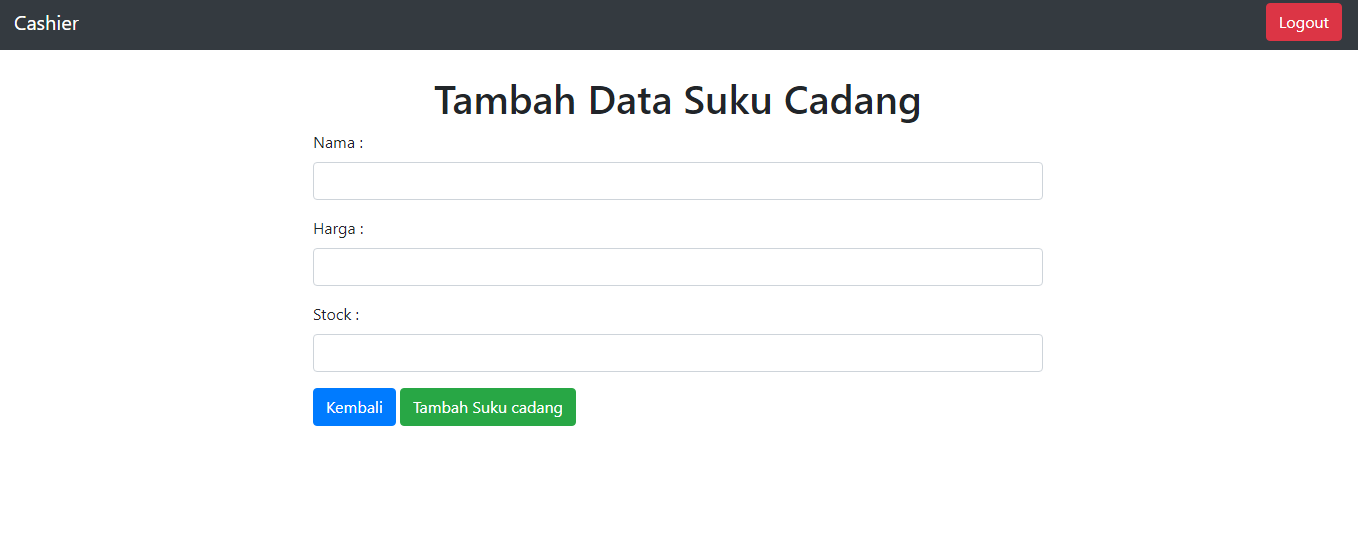 Cashier
Logout
Tambah Data Suku Cadang
Nama :
Harga :
Stock :
Kembali
Tambah Suku cadang